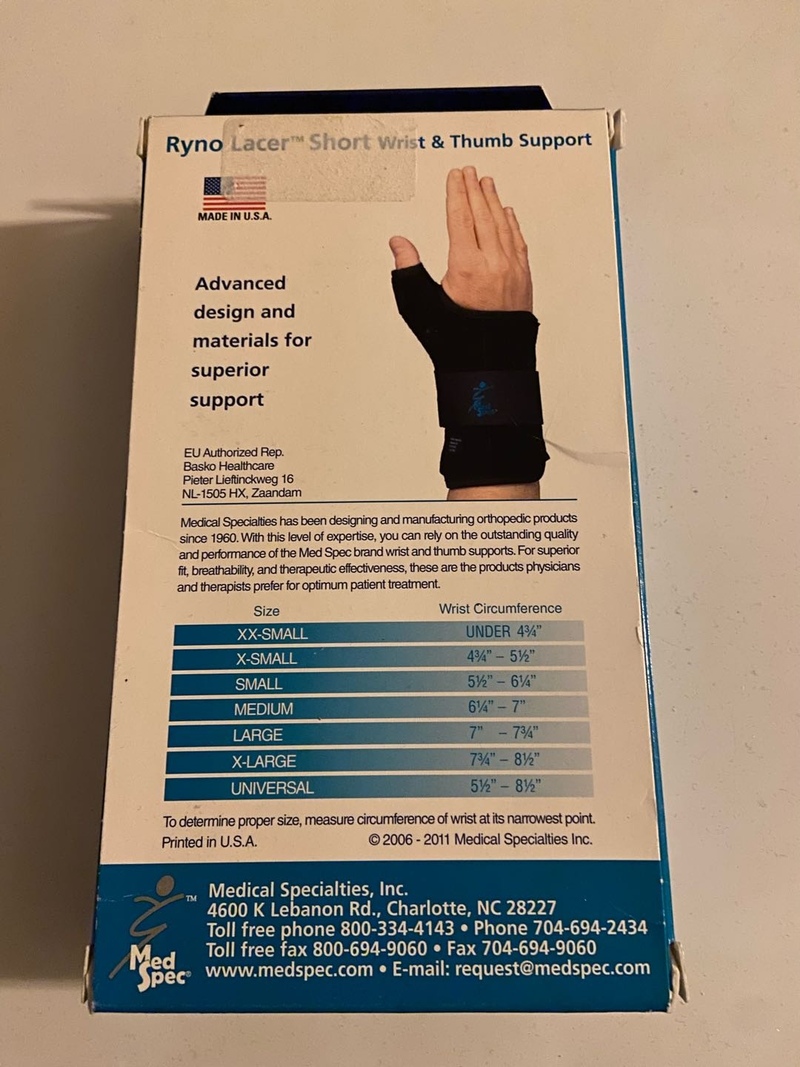 Ryno Lacer™ Short Wrist & Thumb Support
MADE IN U.S.A.
Advanced
design and
materials for
superior
support
Med
Spec
EU Authorized Rep.
Basko Healthcare
Pieter Lieftinckweg 16
NL-1505 HX, Zaandam
Medical Specialties has been designing and manufacturing orthopedic products
since 1960. With this level of expertise, you can rely on the outstanding quality
and performance of the Med Spec brand wrist and thumb supports. For superior
fit, breathability, and therapeutic effectiveness, these are the products physicians
and therapists prefer for optimum patient treatment.
Size Wrist Circumference
XX-SMALL UNDER 4¾"
X-SMALL 4¾" – 5½"
SMALL 5½" – 6¼"
MEDIUM 6¼" – 7"
LARGE 7" – 7¾"
X-LARGE 7¾" – 8½"
UNIVERSAL 5½" – 8½"
To determine proper size, measure circumference of wrist at its narrowest point.
Printed in U.S.A. © 2006 - 2011 Medical Specialties Inc.
™
Med
Spec®
Medical Specialties, Inc.
4600 K Lebanon Rd., Charlotte, NC 28227
Toll free phone 800-334-4143 • Phone 704-694-2434
Toll free fax 800-694-9060 • Fax 704-694-9060
www.medspec.com • E-mail: request@medspec.com